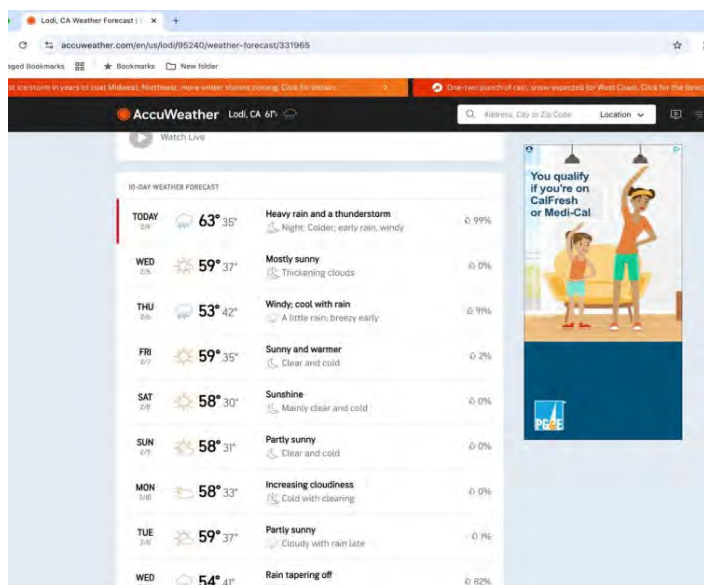 Lodi, CA Weather Forecast |
accuweather.com/en/us/lodi/95240/weather-forecast/331965
aged Bookmarks
Bookmarks
New folder
st ice storm in years to coat Midwest, Northeast; more winter storms coming. Click for details.
One-two punch of rain, snow expected for West Coast. Click for the forec
AccuWeather Lodi, CA 61°
Address, City or Zip Code
Location
Watch Live
10-DAY WEATHER FORECAST
TODAY
2/4
63° 35°
Heavy rain and a thunderstorm
Night: Colder; early rain, windy
99%
WED
2/5
59° 37°
Mostly sunny
Thickening clouds
0%
THU
2/6
53° 42°
Windy; cool with rain
A little rain; breezy early
91%
FRI
2/7
59° 35°
Sunny and warmer
Clear and cold
2%
SAT
2/8
58° 30°
Sunshine
Mainly clear and cold
0%
SUN
2/9
58° 31°
Partly sunny
Clear and cold
0%
MON
2/10
58° 33°
Increasing cloudiness
Cold with clearing
0%
TUE
2/11
59° 37°
Partly sunny
Cloudy with rain late
1%
WED
54° 41°
Rain tapering off
82%
You qualify
if you're on
CalFresh
or Medi-Cal
PG&E